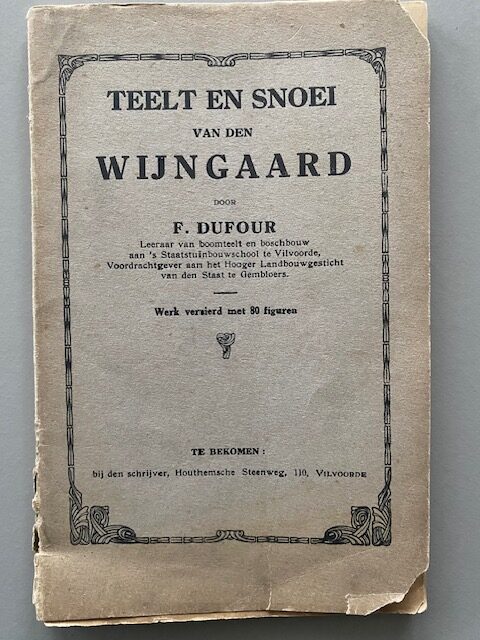 TEELT EN SNOEI
VAN DEN
WIJNGAARD
DOOR
F. DUFOUR
Leeraar van boomteelt en boschbouw
aan 's Staatstuinbouwschool te Vilvoorde,
Voordrachtgever aan het Hooger Landbouwgesticht
van den Staat te Gembloers.
Werk versierd met 80 figuren
TE BEKOMEN :
bij den schrijver, Houthemsche Steenweg, 110, VILVOORDE